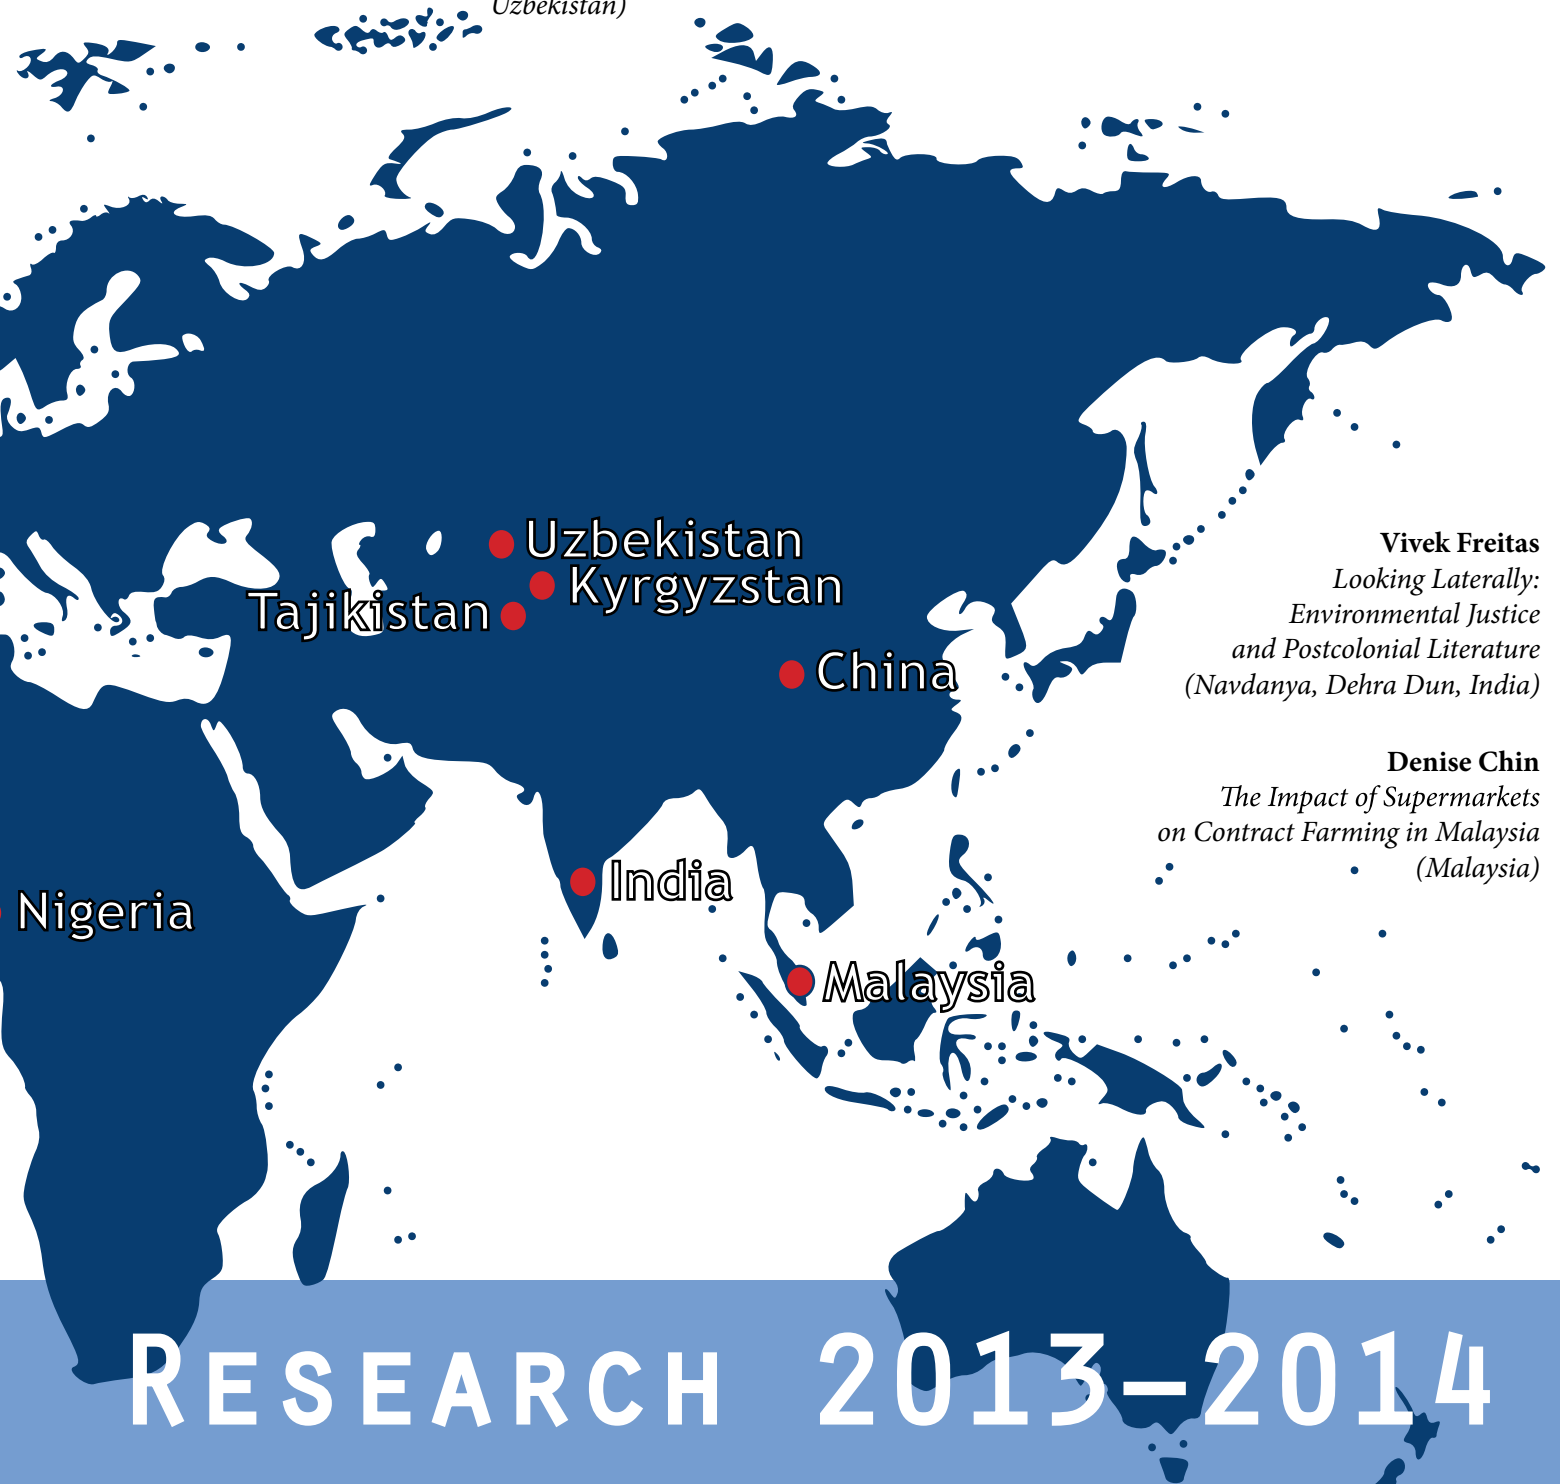 Uzbekistan)
Uzbekistan
Kyrgyzstan
Tajikistan
China
India
Nigeria
Malaysia
Vivek Freitas
Looking Laterally:
Environmental Justice
and Postcolonial Literature
(Navdanya, Dehra Dun, India)
Denise Chin
The Impact of Supermarkets
on Contract Farming in Malaysia
(Malaysia)
RESEARCH 2013–2014